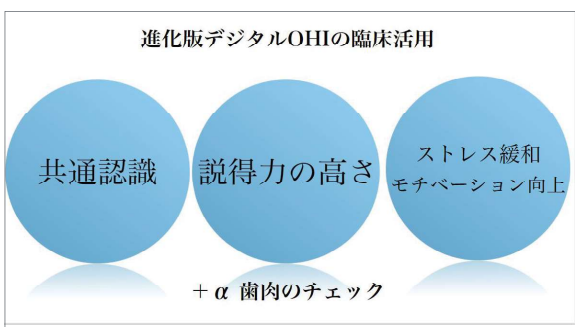 進化版デジタルOHIの臨床活用
共通認識
説得力の高さ
ストレス緩和
モチベーション向上
+α 歯肉のチェック